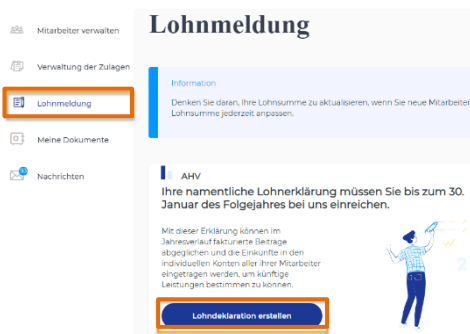 Lohnmeldung
Mitarbeiter verwalten
Verwaltung der Zulagen
Lohnmeldung
Meine Dokumente
Nachrichten
Information
Denken Sie daran, Ihre Lohnsumme zu aktualisieren, wenn Sie neue Mitarbeiter
Lohnsumme jederzeit anpassen.
AHV
Ihre namentliche Lohnerklärung müssen Sie bis zum 30.
Januar des Folgejahres bei uns einreichen.
Mit dieser Erklärung können im
Jahresverlauf fakturierte Beitrage
abgeglichen und die Einkünfte in den
individuellen Konten aller ihrer Mitarbeiter
eingetragen werden, um künftige
Leistungen bestimmen zu können.
2
Lohndeklaration erstellen